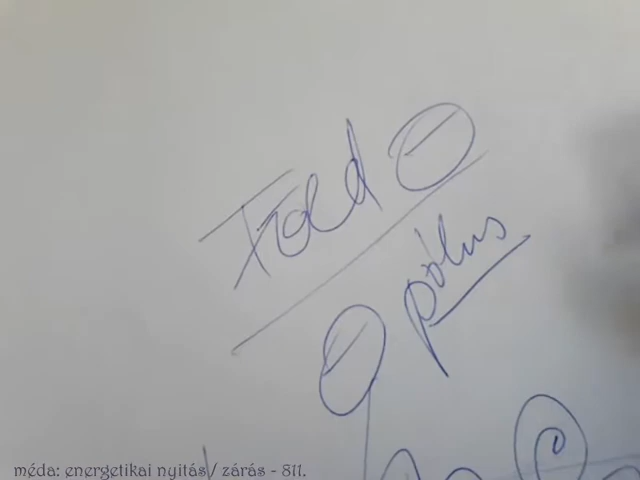 Föld ⊖
⊖ pólus
méda: energetikai nyitás / zárás - 811.